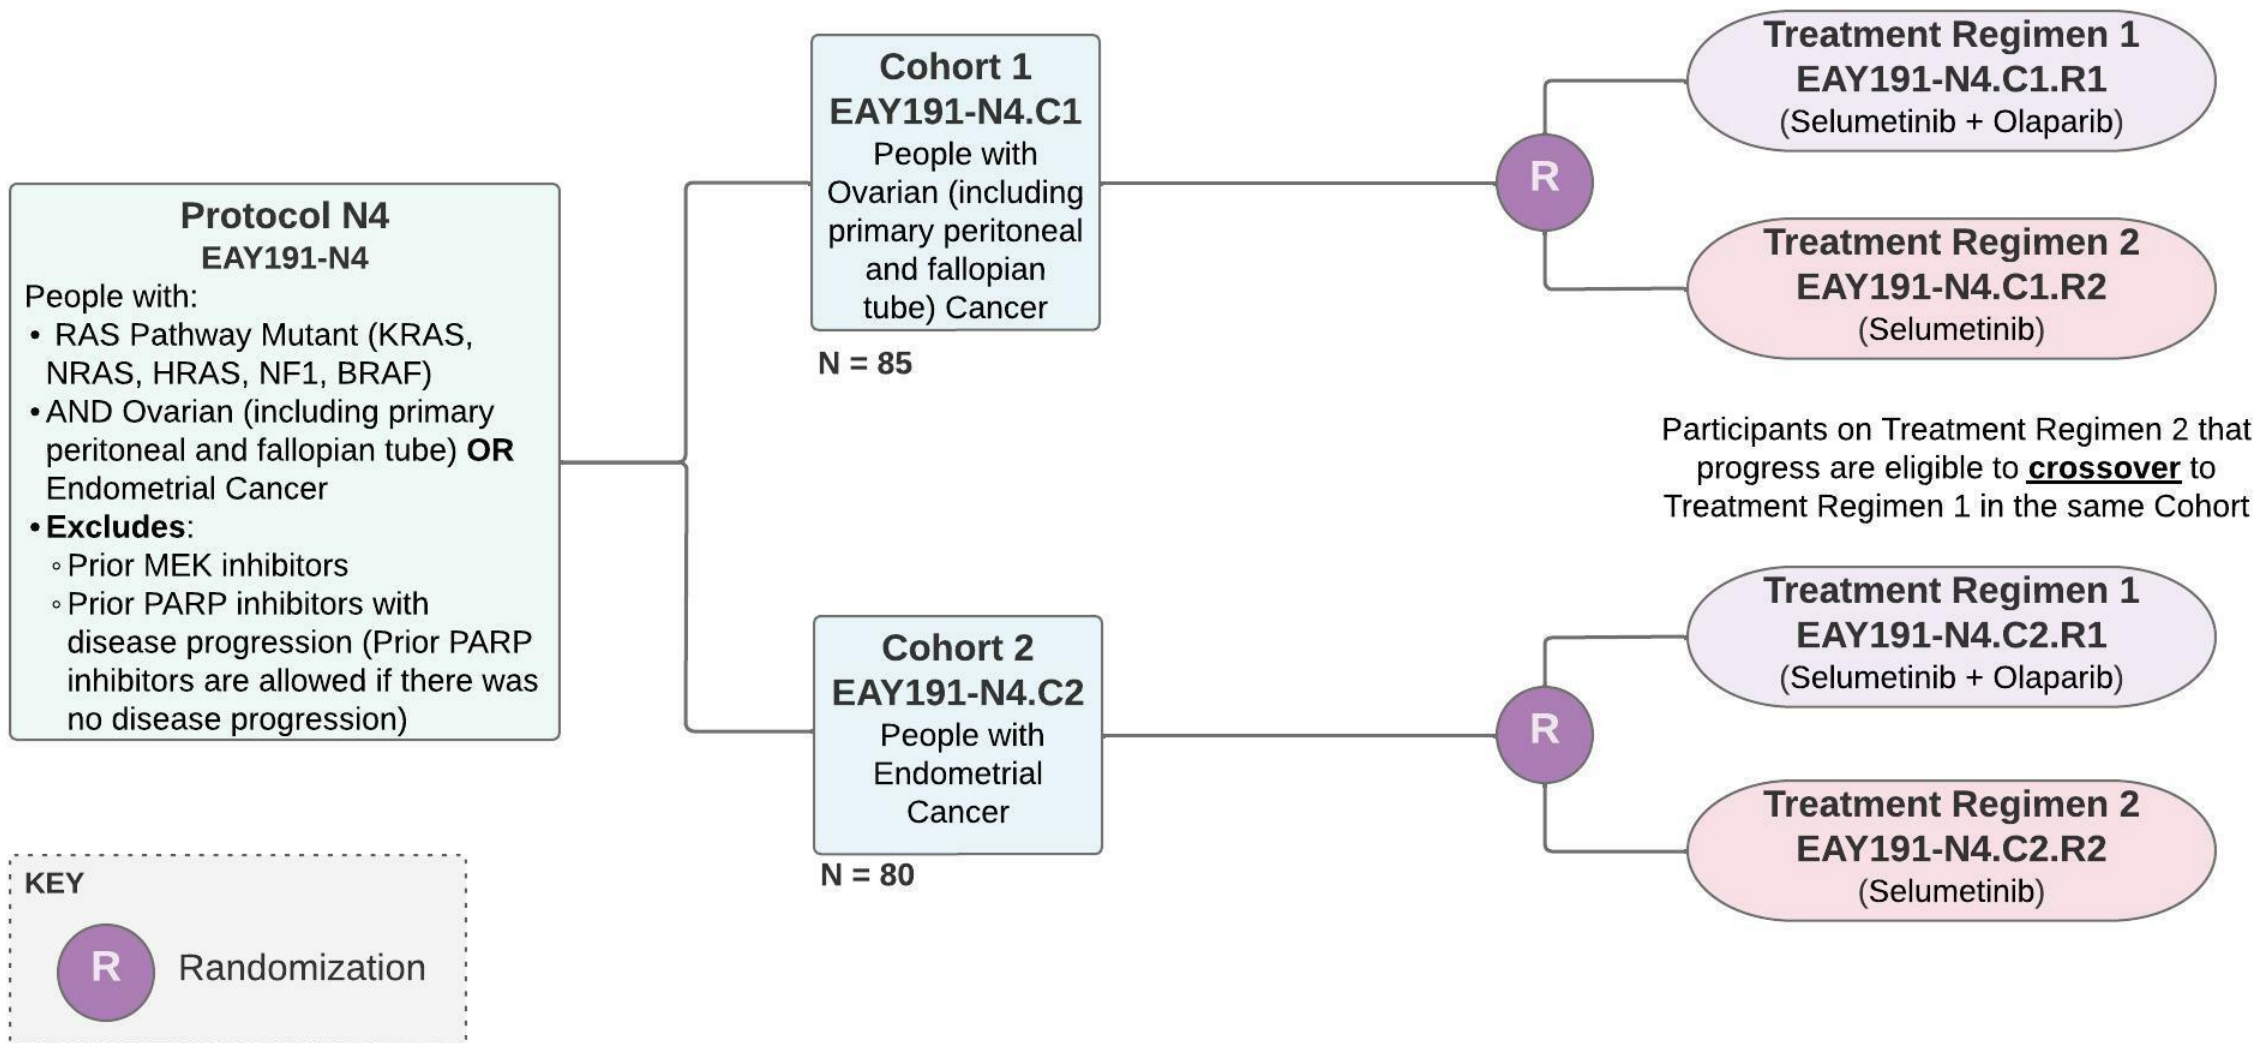 Protocol N4
EAY191-N4
People with:
• RAS Pathway Mutant (KRAS,
NRAS, HRAS, NF1, BRAF)
• AND Ovarian (including primary
peritoneal and fallopian tube) OR
Endometrial Cancer
• Excludes:
◦ Prior MEK inhibitors
◦ Prior PARP inhibitors with
disease progression (Prior PARP
inhibitors are allowed if there was
no disease progression)
Cohort 1
EAY191-N4.C1
People with
Ovarian (including
primary peritoneal
and fallopian
tube) Cancer
N = 85
R
Treatment Regimen 1
EAY191-N4.C1.R1
(Selumetinib + Olaparib)
Treatment Regimen 2
EAY191-N4.C1.R2
(Selumetinib)
Participants on Treatment Regimen 2 that
progress are eligible to crossover to
Treatment Regimen 1 in the same Cohort
Cohort 2
EAY191-N4.C2
People with
Endometrial
Cancer
N = 80
R
Treatment Regimen 1
EAY191-N4.C2.R1
(Selumetinib + Olaparib)
Treatment Regimen 2
EAY191-N4.C2.R2
(Selumetinib)
KEY
R Randomization